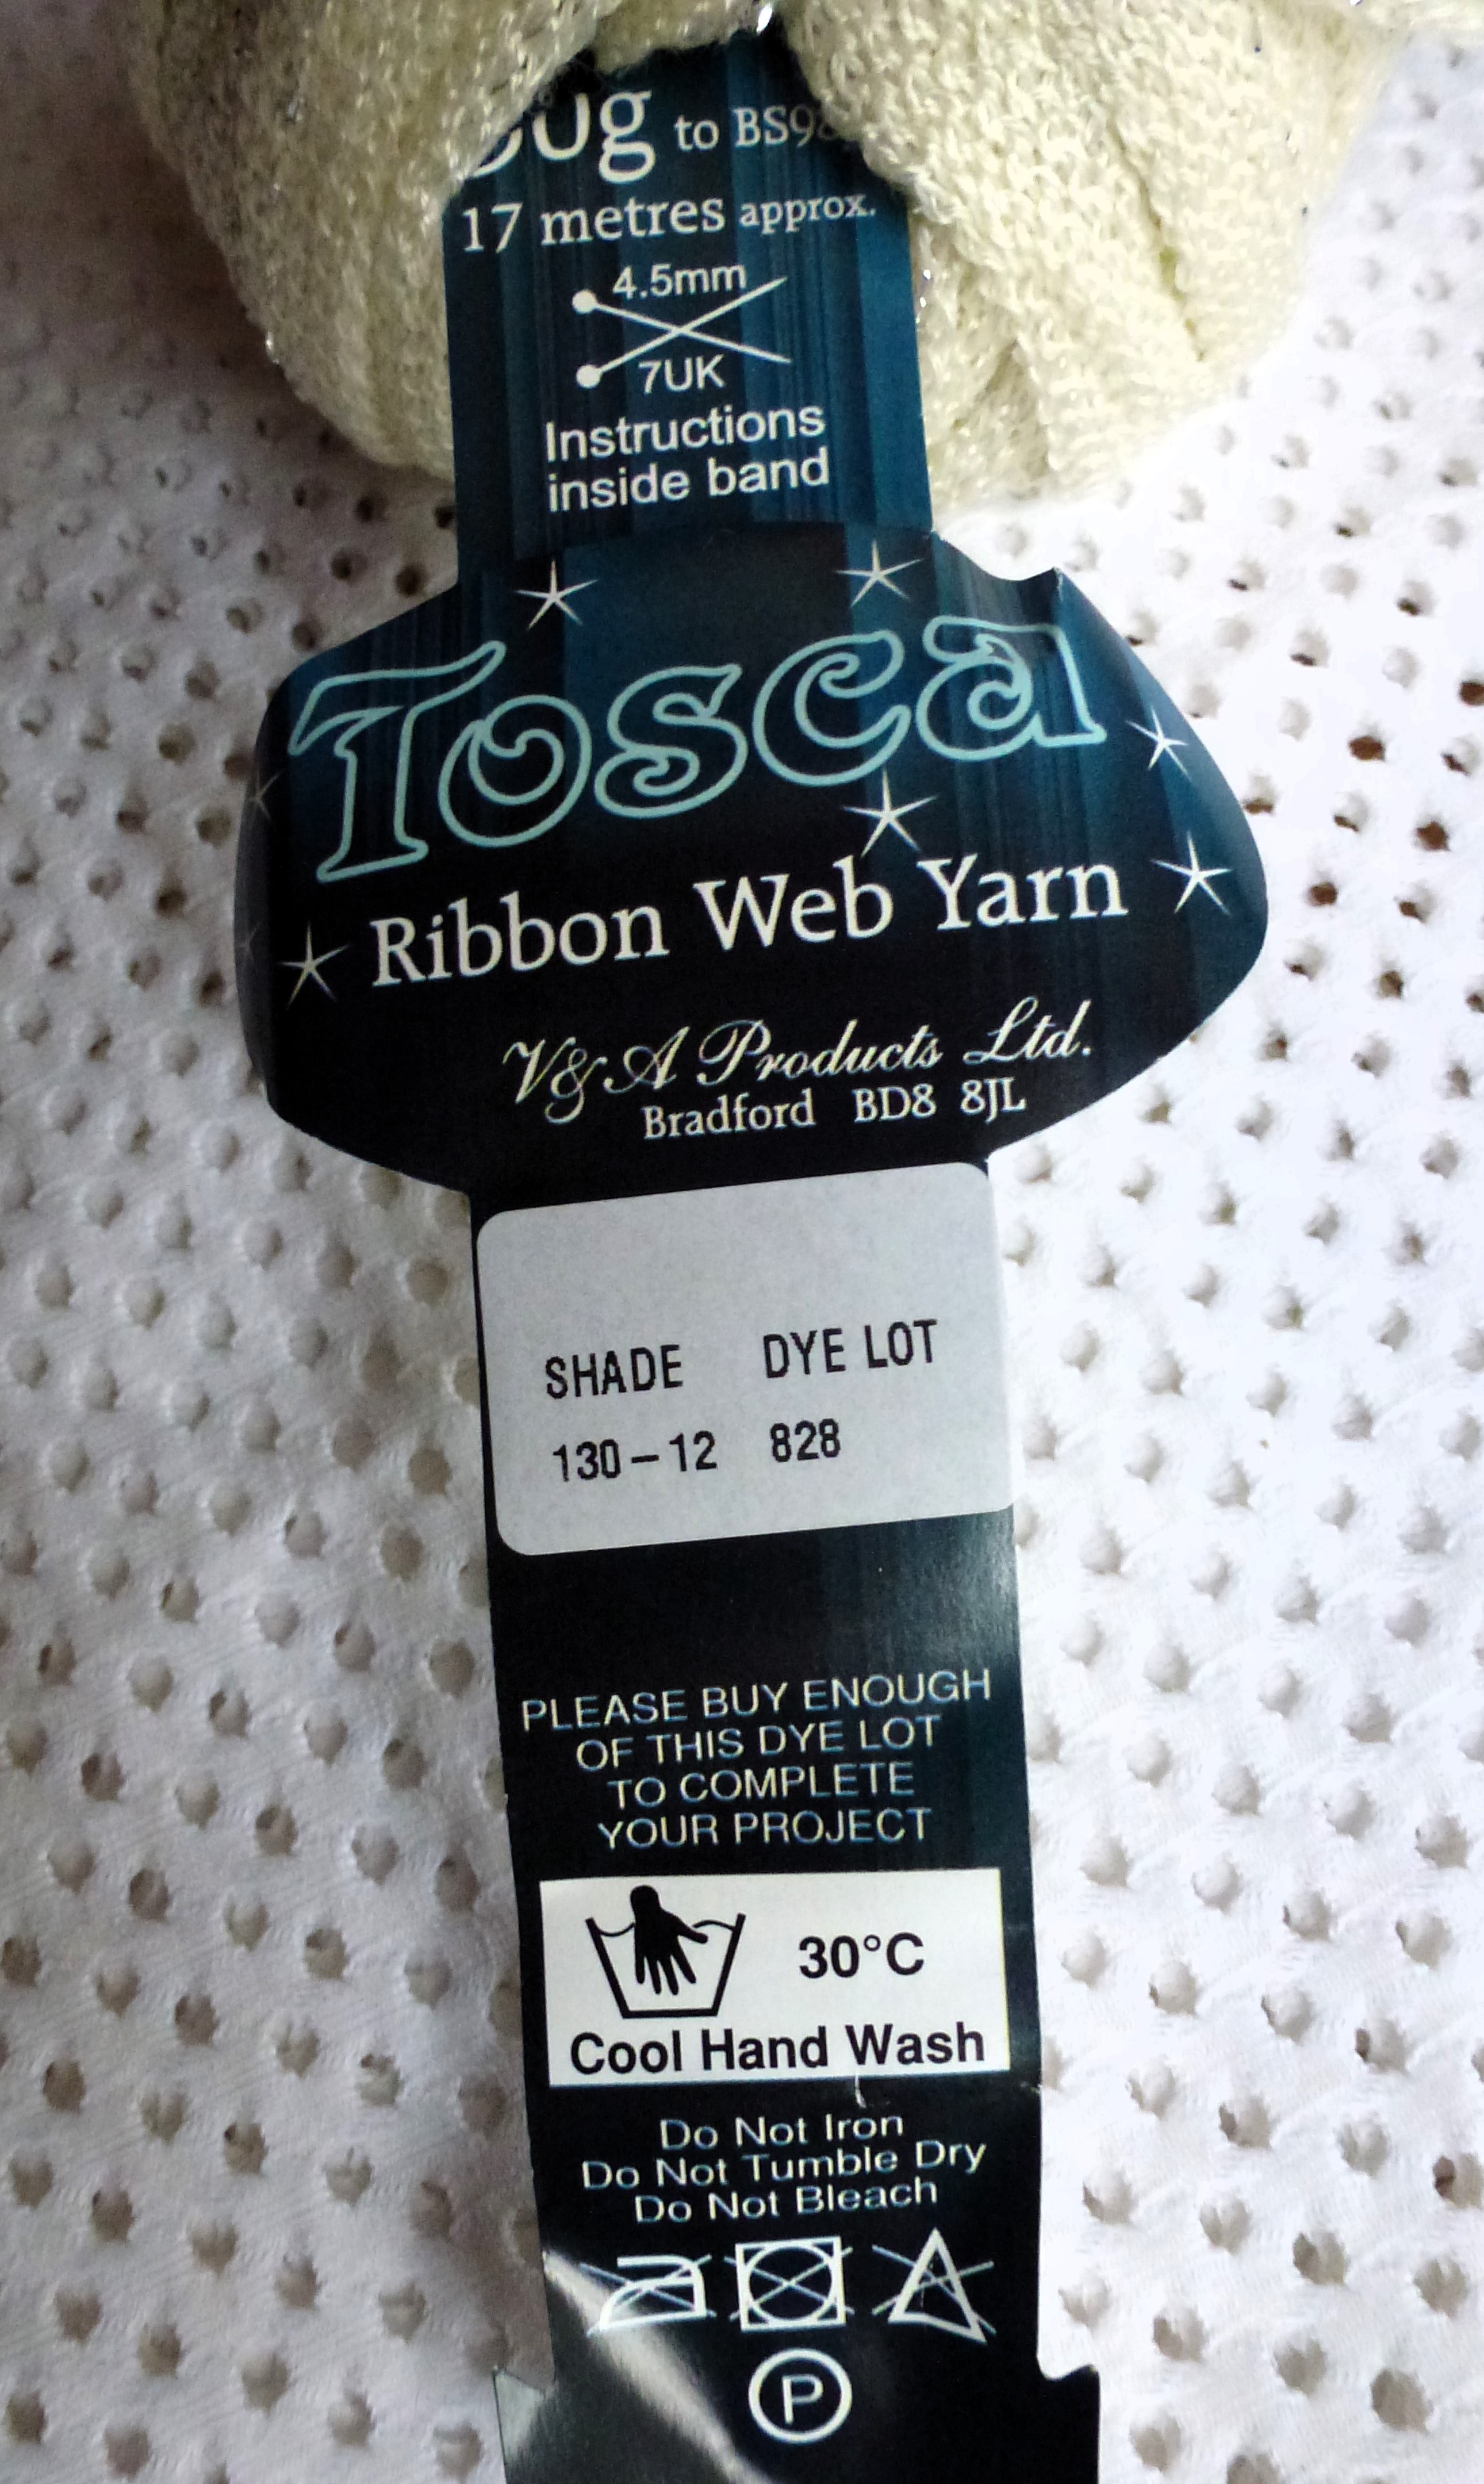 to
17 metres approx.
4.5mm
7UK
Instructions
inside band
Tosca
Ribbon Web Yarn
V&A Products Ltd.
Bradford BD8 8JL
SHADE DYE LOT
130-12 828
PLEASE BUY ENOUGH
OF THIS DYE LOT
TO COMPLETE
YOUR PROJECT
30°C
Cool Hand Wash
Do Not Iron
Do Not Tumble Dry
Do Not Bleach
P